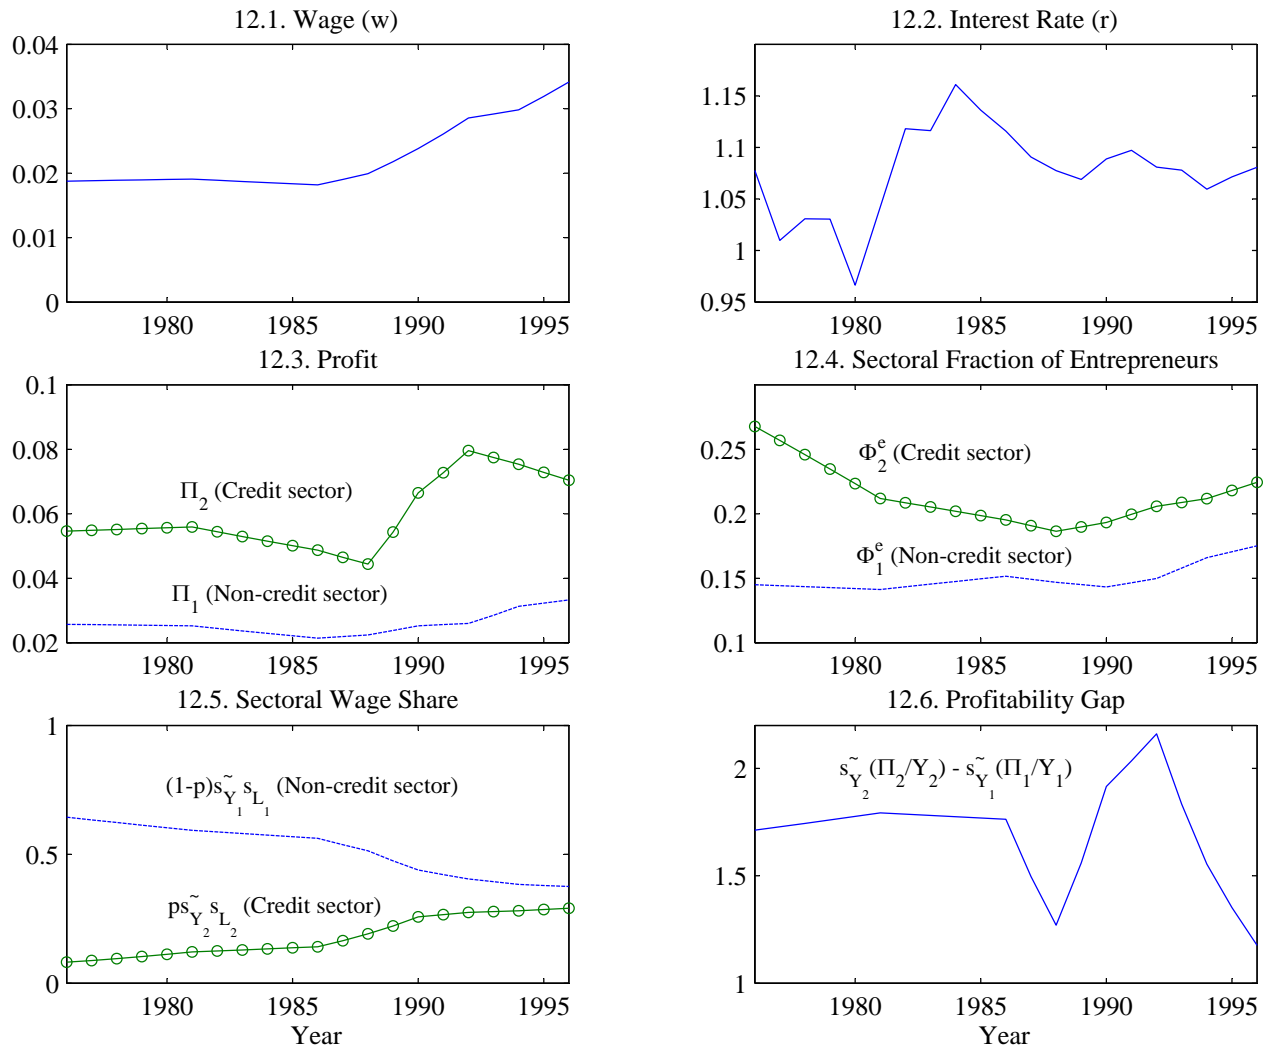 12.1. Wage (w)
0.04
0.03
0.02
0.01
0
1980 1985 1990 1995
12.2. Interest Rate (r)
1.15
1.1
1.05
1
0.95
1980 1985 1990 1995
12.3. Profit
0.1
0.08
0.06
0.04
0.02
Π₂ (Credit sector)
Π₁ (Non-credit sector)
1980 1985 1990 1995
12.4. Sectoral Fraction of Entrepreneurs
0.25
0.2
0.15
0.1
Φ₂ᵉ (Credit sector)
Φ₁ᵉ (Non-credit sector)
1980 1985 1990 1995
12.5. Sectoral Wage Share
1
0.5
0
(1-p)s~_{Y₁} s_{L₁} (Non-credit sector)
ps~_{Y₂} s_{L₂} (Credit sector)
1980 1985 1990 1995
Year
12.6. Profitability Gap
2
1.5
1
s~_{Y₂} (Π₂/Y₂) - s~_{Y₁} (Π₁/Y₁)
1980 1985 1990 1995
Year